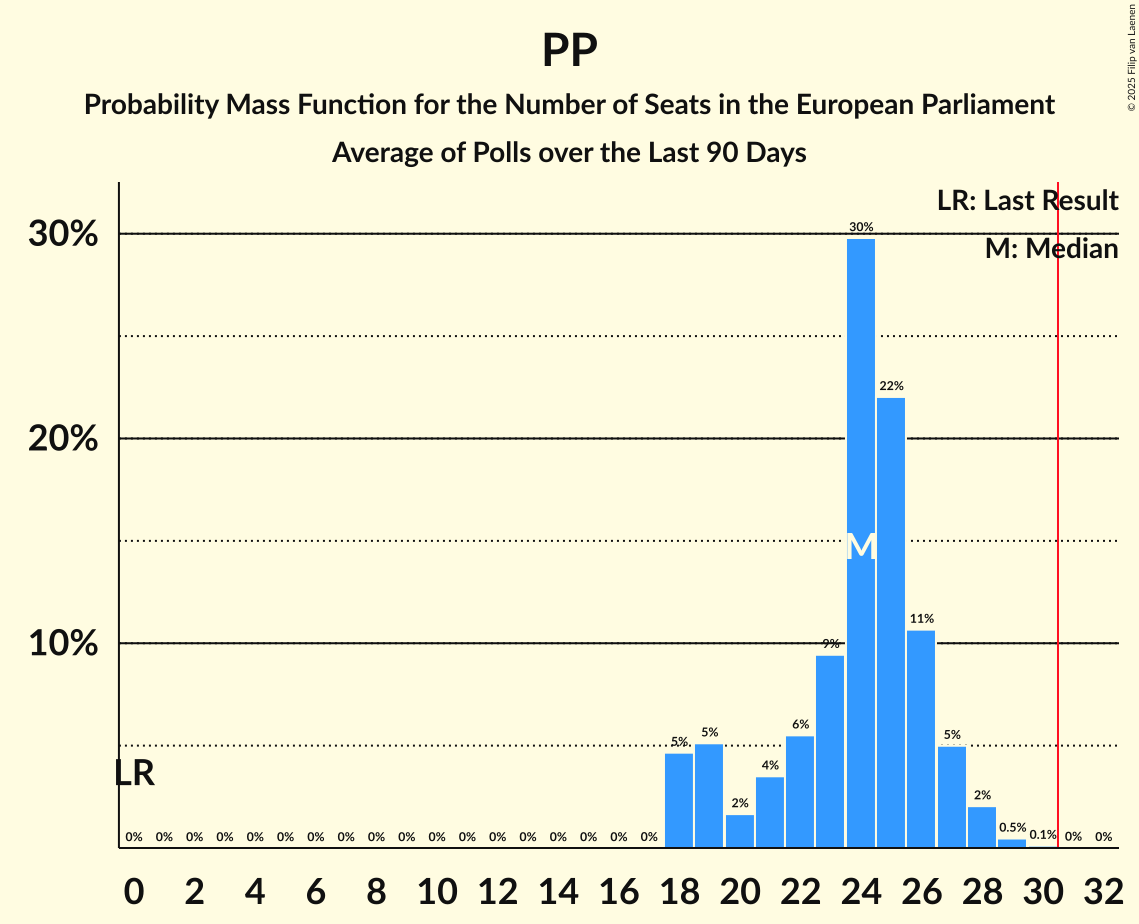 PP
Probability Mass Function for the Number of Seats in the European Parliament
Average of Polls over the Last 90 Days
© 2025 Filip van Laenen
LR: Last Result
M: Median
30%
20%
10%
30%
22%
M
11%
9%
6%
5%
5%
5%
4%
2%
2%
0.5%
0.1%
LR
0% 0% 0% 0% 0% 0% 0% 0% 0% 0% 0% 0% 0% 0% 0% 0% 0% 0%
0% 0%
0 2 4 6 8 10 12 14 16 18 20 22 24 26 28 30 32